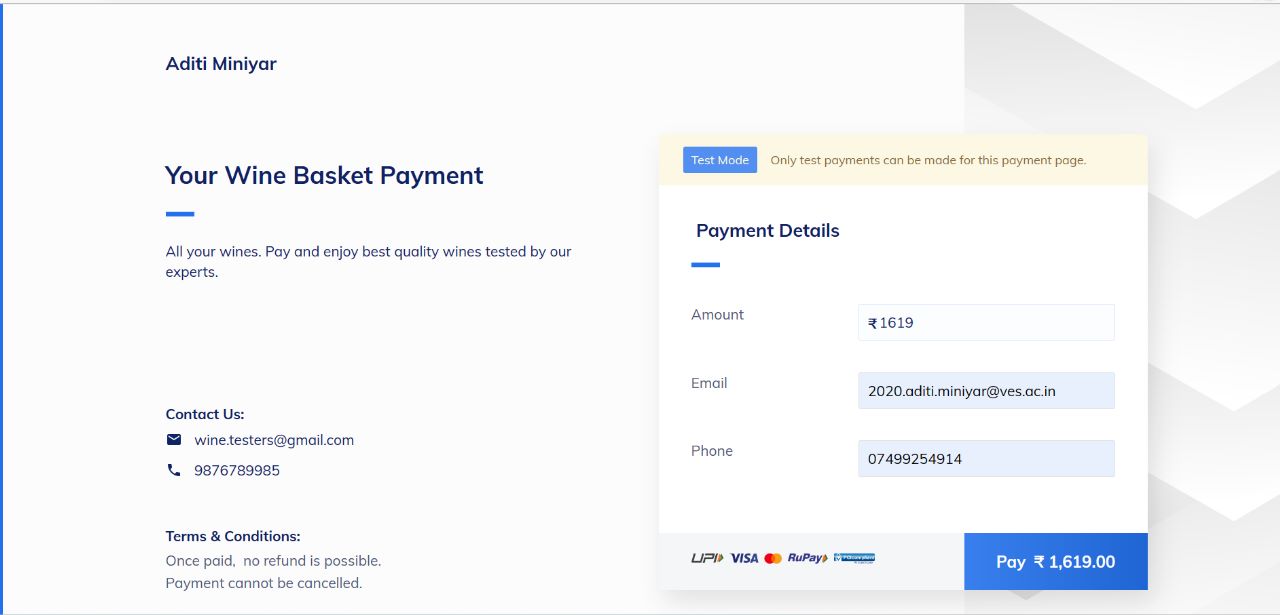 Aditi Miniyar
Your Wine Basket Payment
All your wines. Pay and enjoy best quality wines tested by our
experts.
Contact Us:
wine.testers@gmail.com
9876789985
Terms & Conditions:
Once paid,  no refund is possible.
Payment cannot be cancelled.
Test Mode Only test payments can be made for this payment page.
Payment Details
Amount ₹ 1619
Email 2020.aditi.miniyar@ves.ac.in
Phone 07499254914
UPI VISA RuPay
Pay ₹ 1,619.00